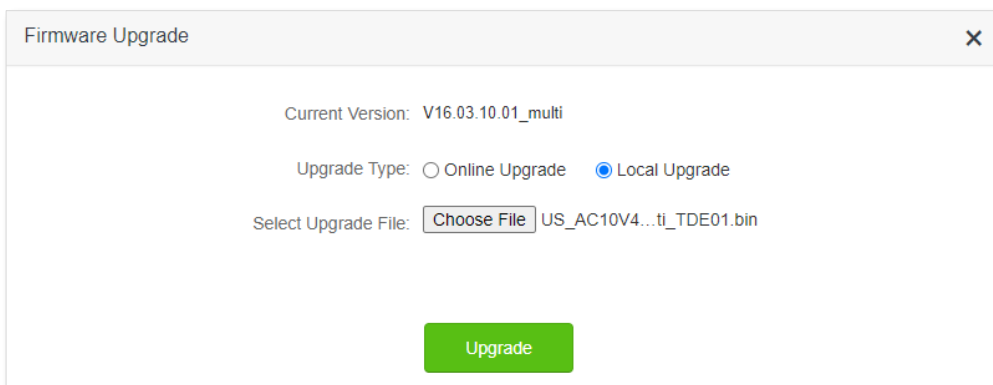 Firmware Upgrade
Current Version: V16.03.10.01_multi
Upgrade Type: Online Upgrade Local Upgrade
Select Upgrade File: Choose File US_AC10V4...ti_TDE01.bin
Upgrade